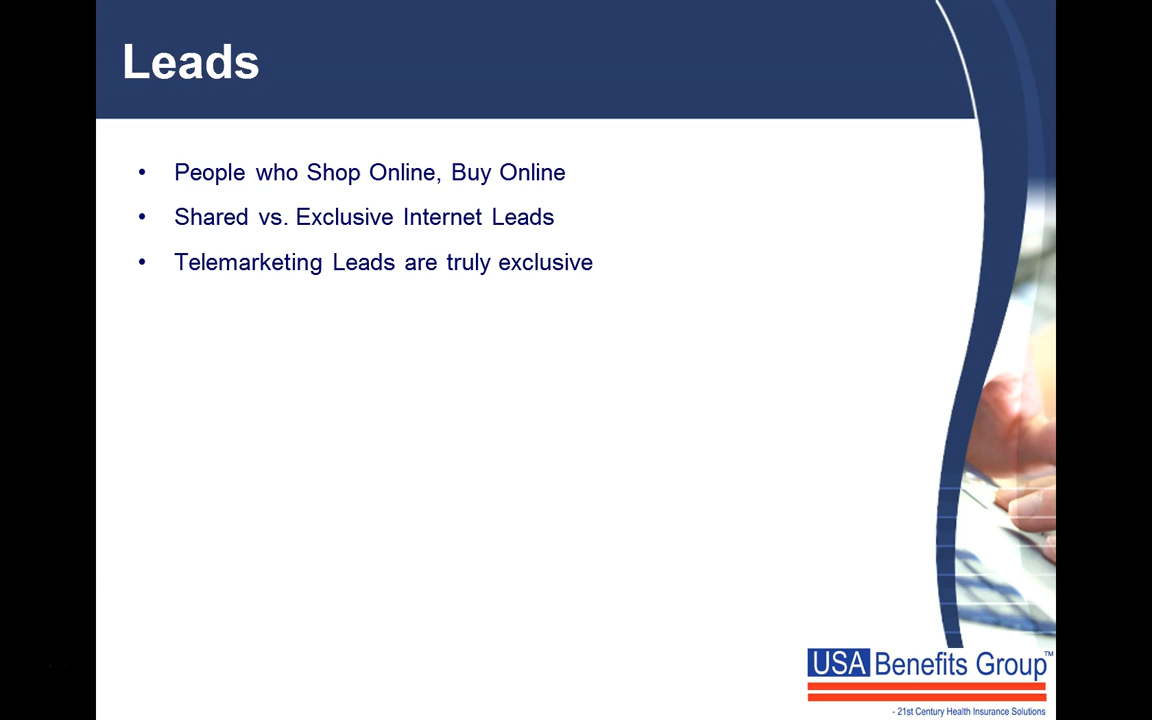 Leads
• People who Shop Online, Buy Online
• Shared vs. Exclusive Internet Leads
• Telemarketing Leads are truly exclusive
USA Benefits Group™
- 21st Century Health Insurance Solutions